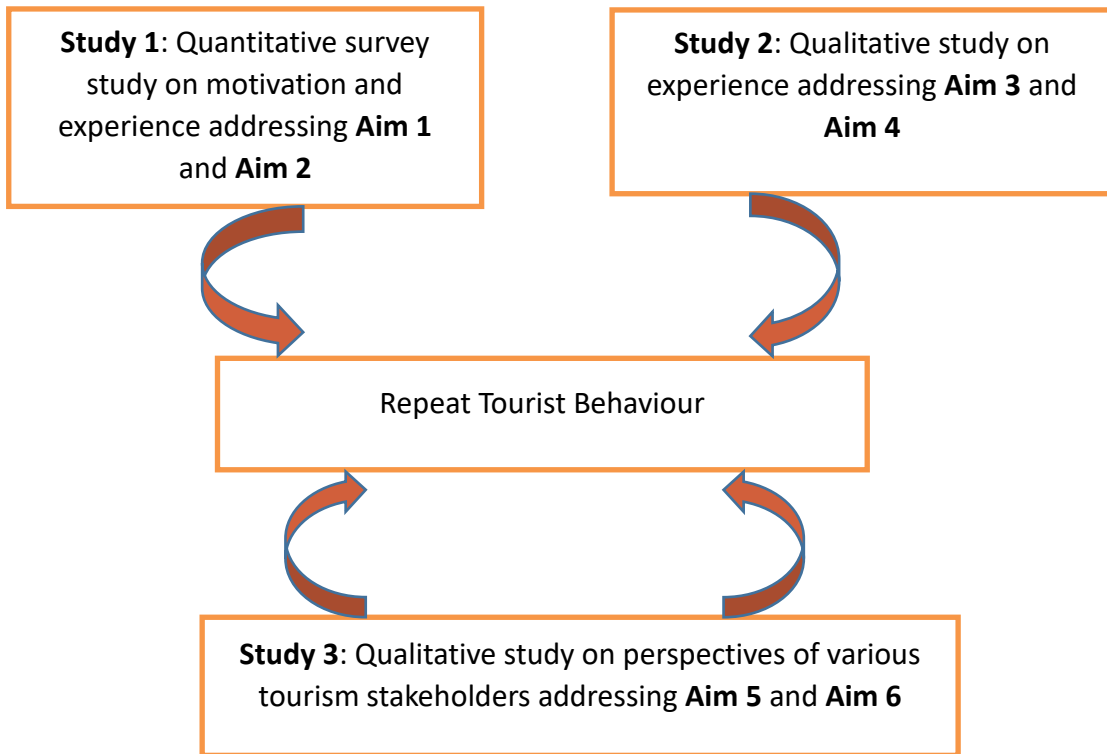 Study 1: Quantitative survey
study on motivation and
experience addressing Aim 1
and Aim 2
Study 2: Qualitative study on
experience addressing Aim 3 and
Aim 4
Repeat Tourist Behaviour
Study 3: Qualitative study on perspectives of various
tourism stakeholders addressing Aim 5 and Aim 6